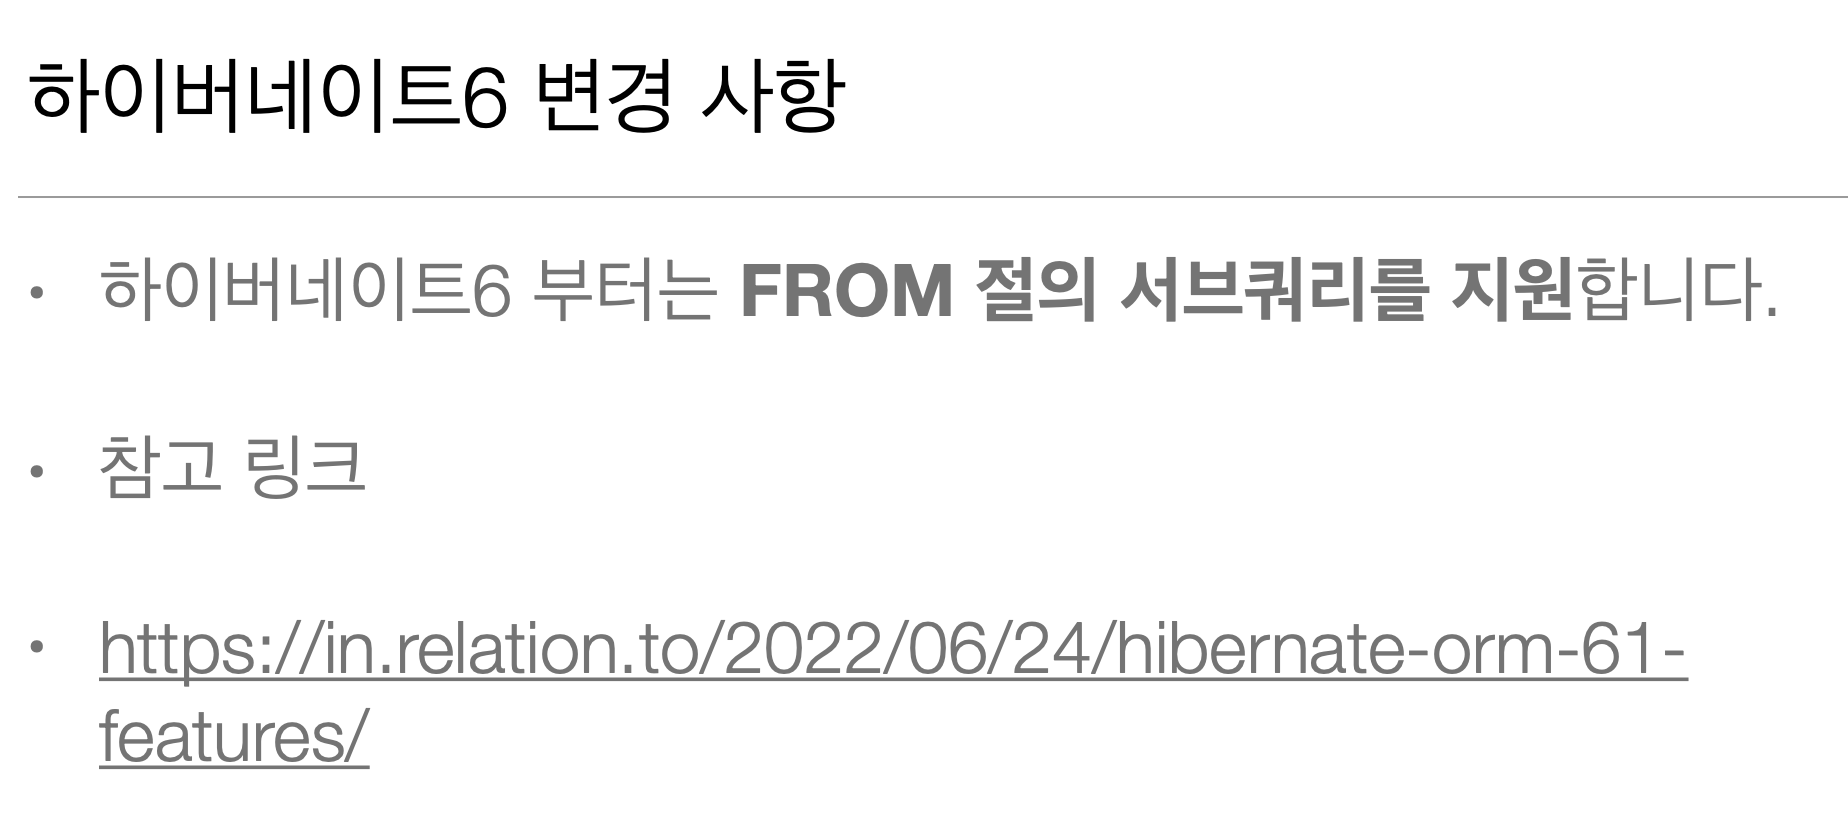 하이버네이트6 변경 사항
• 하이버네이트6 부터는 FROM 절의 서브쿼리를 지원합니다.
• 참고 링크
• https://in.relation.to/2022/06/24/hibernate-orm-61-
features/